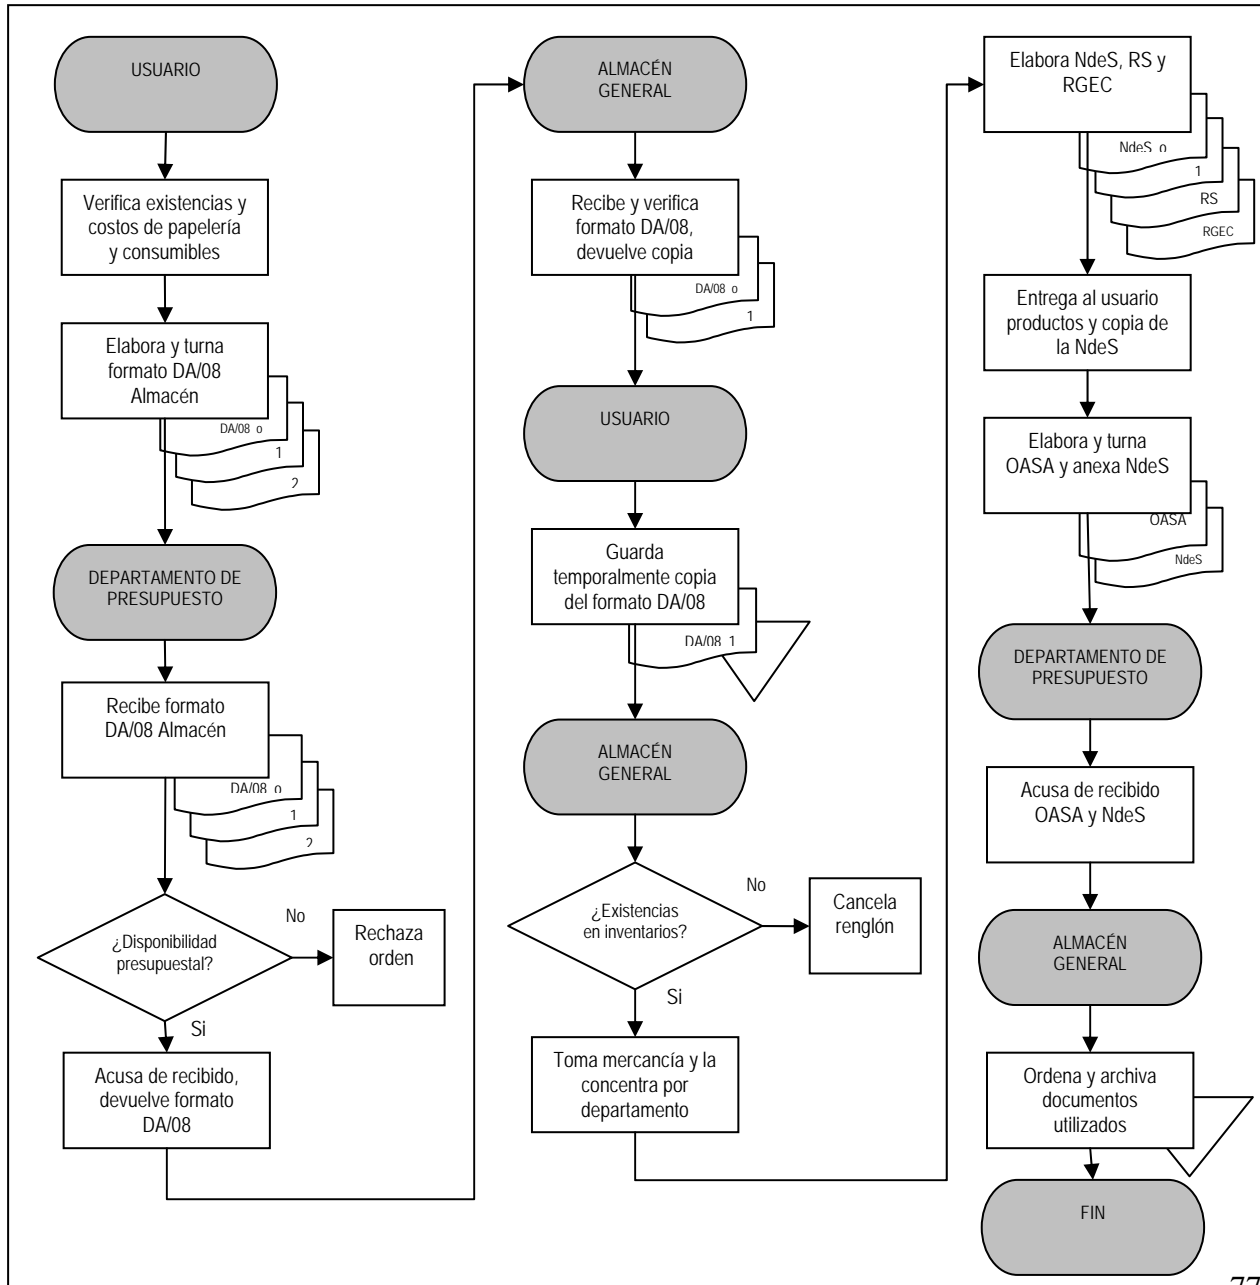 USUARIO
Verifica existencias y
costos de papelería
y consumibles
Elabora y turna
formato DA/08
Almacén
DA/08 o
1
2
DEPARTAMENTO DE
PRESUPUESTO
Recibe formato
DA/08 Almacén
DA/08 o
1
2
¿Disponibilidad
presupuestal?
No
Rechaza
orden
Si
Acusa de recibido,
devuelve formato
DA/08
ALMACÉN
GENERAL
Recibe y verifica
formato DA/08,
devuelve copia
DA/08 o
1
USUARIO
Guarda
temporalmente copia
del formato DA/08
DA/08 1
ALMACÉN
GENERAL
¿Existencias
en inventarios?
No
Cancela
renglón
Si
Toma mercancía y la
concentra por
departamento
Elabora NdeS, RS y
RGEC
NdeS o
1
RS
RGEC
Entrega al usuario
productos y copia de
la NdeS
Elabora y turna
OASA y anexa NdeS
OASA
NdeS
DEPARTAMENTO DE
PRESUPUESTO
Acusa de recibido
OASA y NdeS
ALMACÉN
GENERAL
Ordena y archiva
documentos
utilizados
FIN